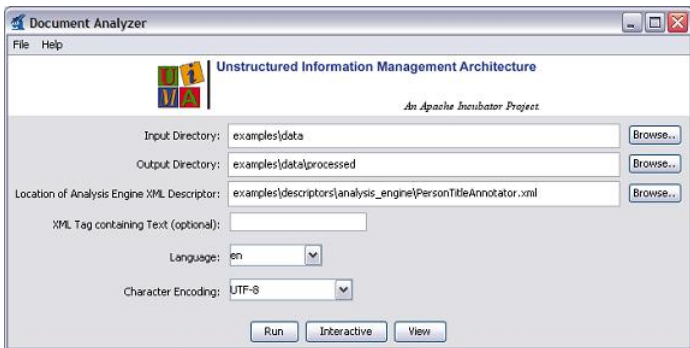 Document Analyzer
File Help
UIMA
Unstructured Information Management Architecture
An Apache Incubator Project.
Input Directory: examples\data Browse..
Output Directory: examples\data\processed Browse..
Location of Analysis Engine XML Descriptor: examples\descriptors\analysis_engine\PersonTitleAnnotator.xml Browse..
XML Tag containing Text (optional):
Language: en
Character Encoding: UTF-8
Run Interactive View